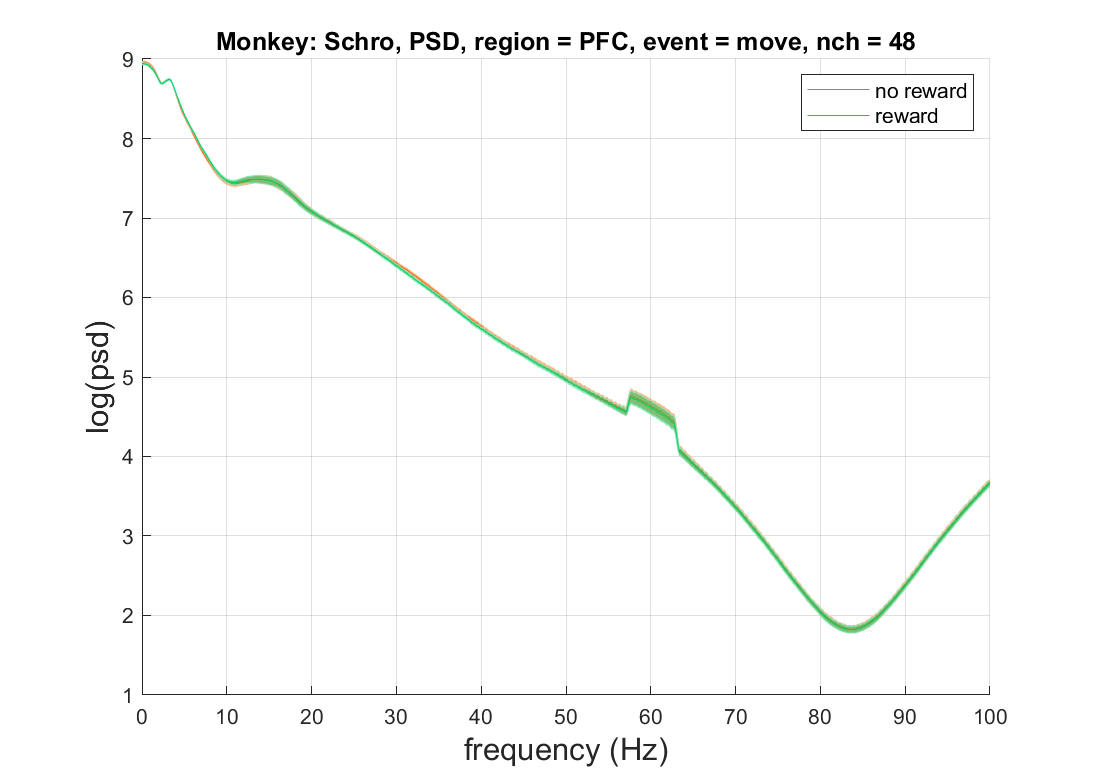 Monkey: Schro, PSD, region = PFC, event = move, nch = 48
no reward
reward
log(psd)
9
8
7
6
5
4
3
2
1
0 10 20 30 40 50 60 70 80 90 100
frequency (Hz)